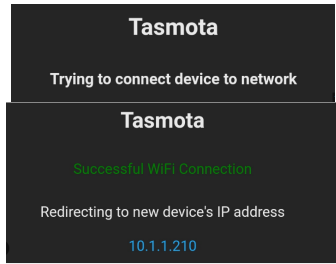 Tasmota
Trying to connect device to network
Tasmota
Successful WiFi Connection
Redirecting to new device's IP address
10.1.1.210